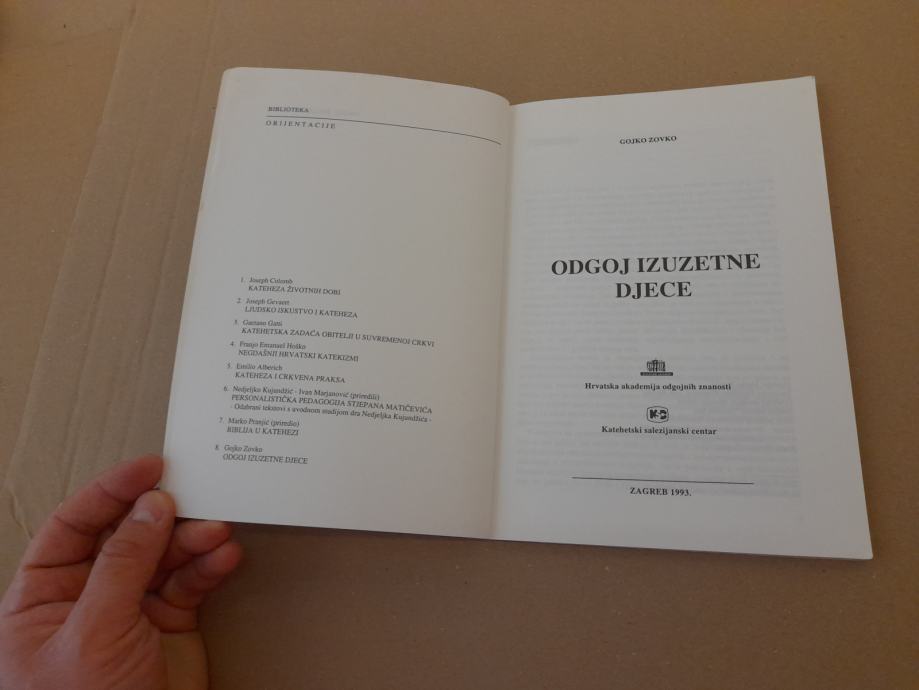 BIBLIOTEKA
ORIJENTACIJE
1. Joseph Colomb
KATEHEZA ŽIVOTNIH DOBI
2. Joseph Gevaert
LJUDSKO ISKUSTVO I KATEHEZA
3. Gaetano Gatti
KATEHETSKA ZADAĆA OBITELJI U SUVREMENOJ CRKVI
4. Franjo Emanuel Hoško
NEGDAŠNJI HRVATSKI KATEKIZMI
5. Emilio Alberich
KATEHEZA I CRKVENA PRAKSA
6. Nedjeljko Kujundžić - Ivan Marjanović (priredili)
PERSONALISTIČKA PEDAGOGIJA STJEPANA MATIČEVIĆA
- Odabrani tekstovi s uvodnom studijom dra Nedjeljka Kujundžića -
7. Marko Pranjić (priredio)
BIBLIJA U KATEHEZI
8. Gojko Zovko
ODGOJ IZUZETNE DJECE
GOJKO ZOVKO
ODGOJ IZUZETNE
DJECE
Hrvatska akademija odgojnih znanosti
KSC
Katehetski salezijanski centar
ZAGREB 1993.